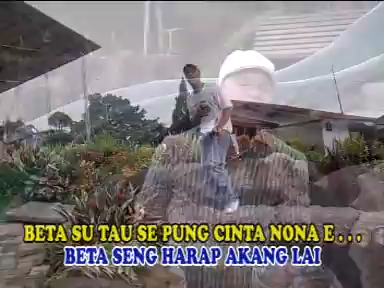 BETA SU TAU SE PUNG CINTA NONA E . . .
BETA SENG HARAP AKANG LAI